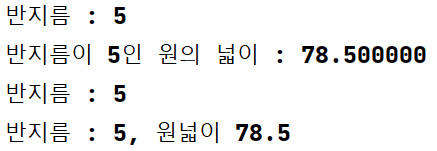 반지름 : 5
반지름이 5인 원의 넓이 : 78.500000
반지름 : 5
반지름 : 5, 원넓이 78.5